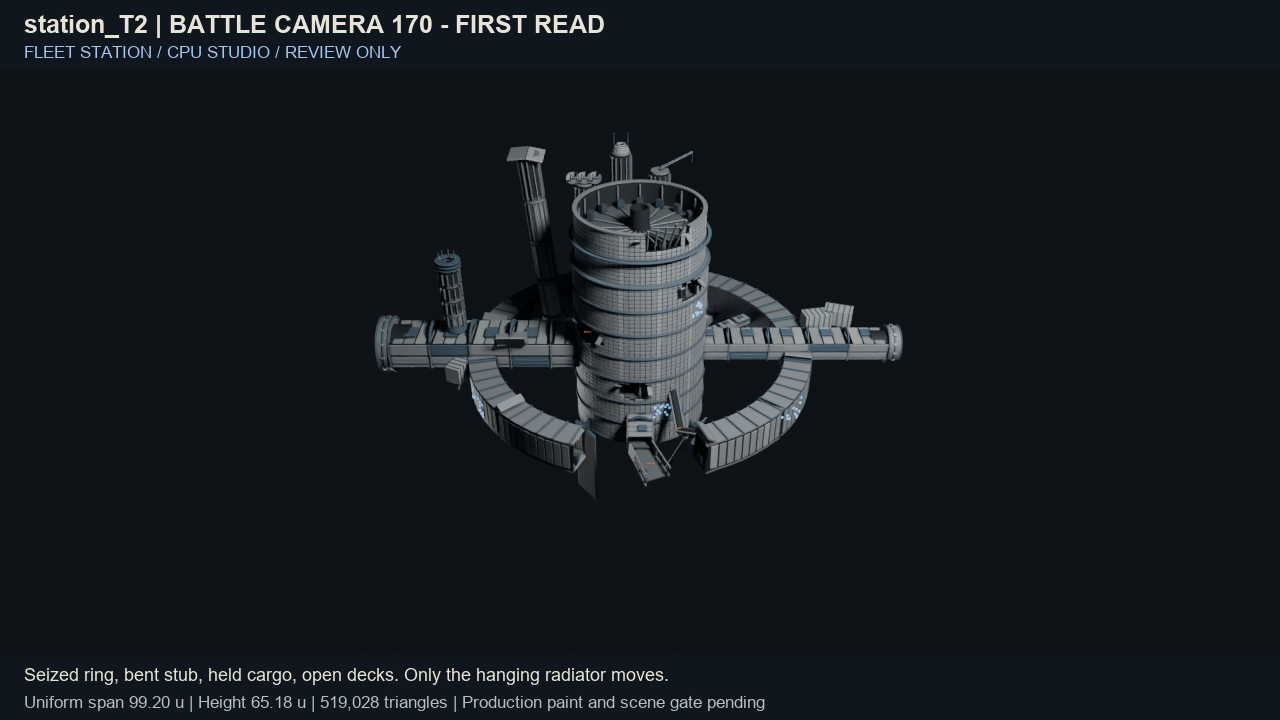 station_T2 | BATTLE CAMERA 170 - FIRST READ
FLEET STATION / CPU STUDIO / REVIEW ONLY
Seized ring, bent stub, held cargo, open decks. Only the hanging radiator moves.
Uniform span 99.20 u | Height 65.18 u | 519,028 triangles | Production paint and scene gate pending